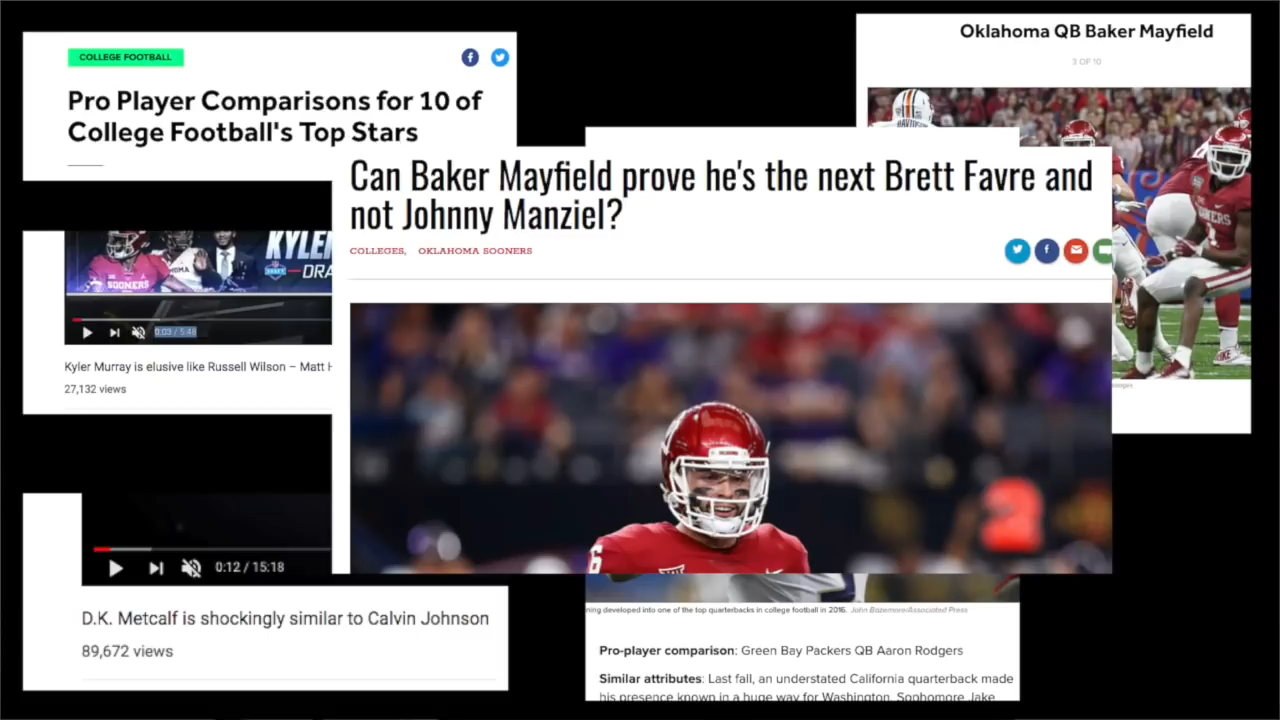 COLLEGE FOOTBALL
Pro Player Comparisons for 10 of
College Football's Top Stars
Oklahoma QB Baker Mayfield
3 OF 10
Can Baker Mayfield prove he's the next Brett Favre and
not Johnny Manziel?
COLLEGES, OKLAHOMA SOONERS
SOONERS
0:03 / 5:48
Kyler Murray is elusive like Russell Wilson – Matt
27,132 views
0:12 / 15:18
D.K. Metcalf is shockingly similar to Calvin Johnson
89,672 views
developed into one of the top quarterbacks in college football in 2016. John Bazemore/Associated Press
Pro-player comparison: Green Bay Packers QB Aaron Rodgers
Similar attributes: Last fall, an understated California quarterback made
his presence known in a huge way for Washington. Sophomore Jake